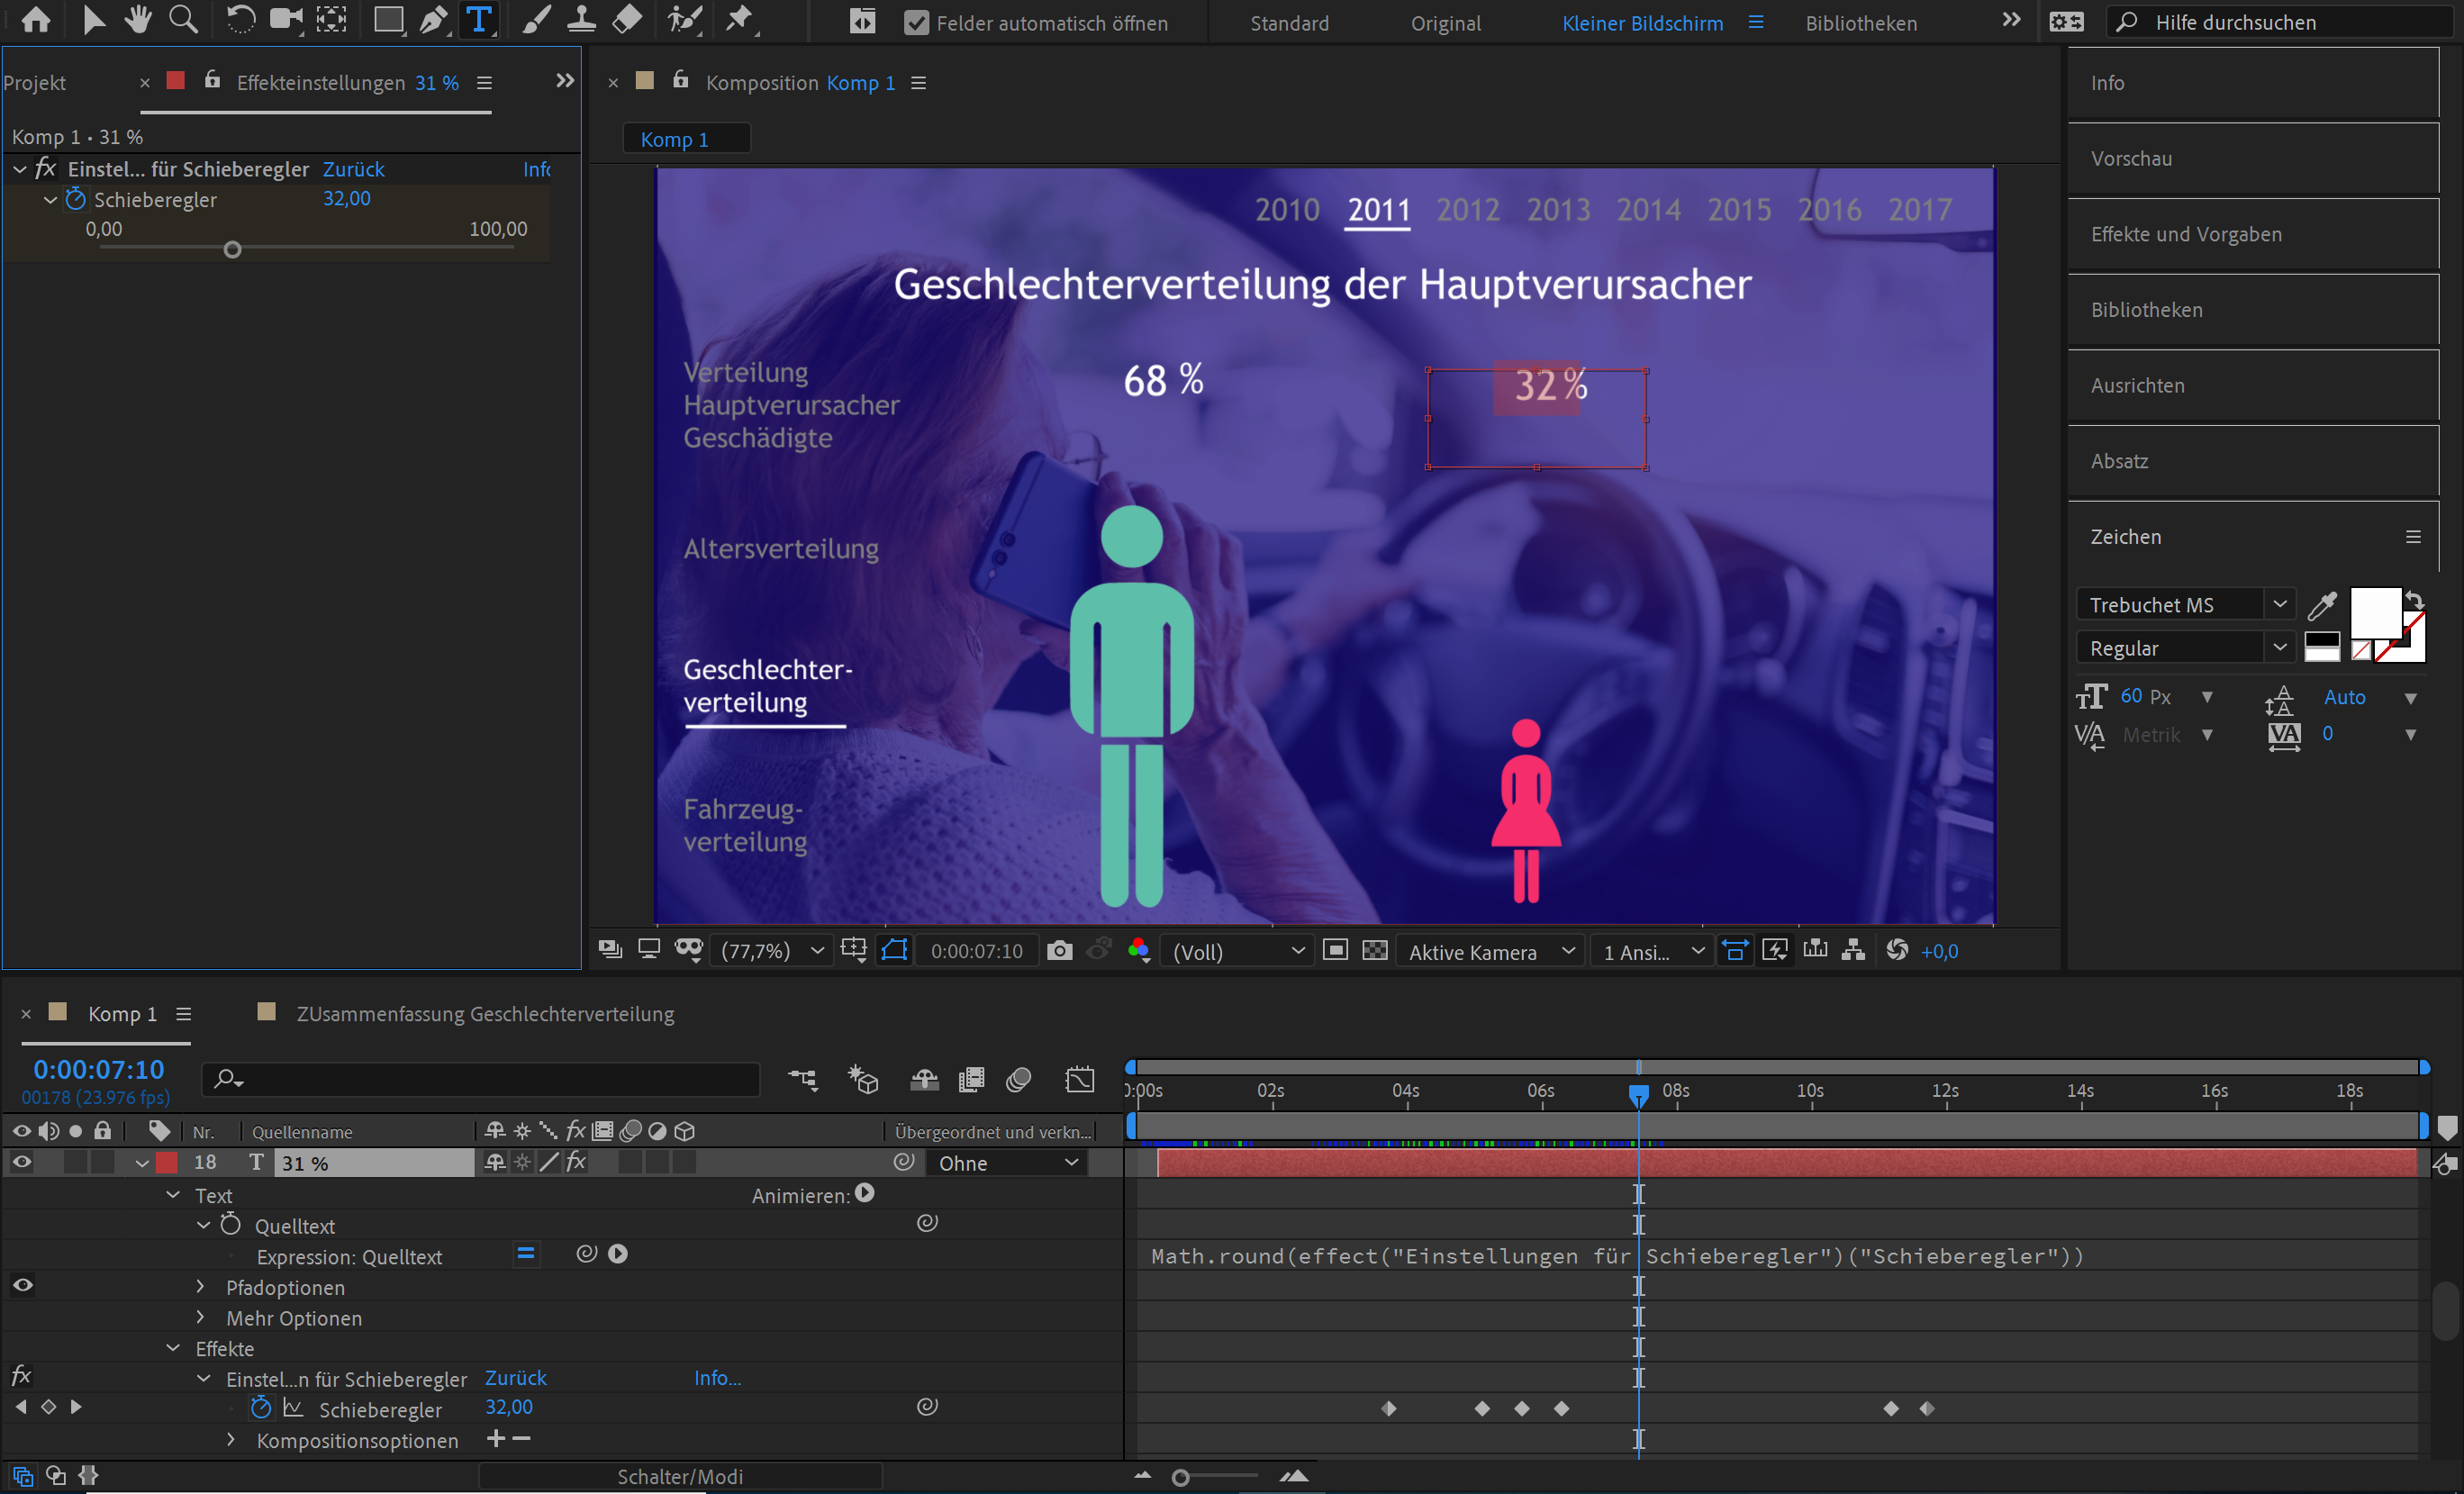 Felder automatisch öffnen
Standard
Original
Kleiner Bildschirm
Bibliotheken
Hilfe durchsuchen
Projekt
Effekteinstellungen 31 %
Komp 1 • 31 %
fx Einstel... für Schieberegler Zurück
Schieberegler 32,00
0,00 100,00
Komposition Komp 1
Komp 1
2010 2011 2012 2013 2014 2015 2016 2017
Geschlechterverteilung der Hauptverursacher
68 % 32 %
Verteilung
Hauptverursacher
Geschädigte
Altersverteilung
Geschlechter-
verteilung
Fahrzeug-
verteilung
(77,7%) 0:00:07:10 (Voll) Aktive Kamera 1 Ansi... +0,0
Info
Vorschau
Effekte und Vorgaben
Bibliotheken
Ausrichten
Absatz
Zeichen
Trebuchet MS
Regular
60 Px Auto
Metrik 0
Komp 1
ZUsammenfassung Geschlechterverteilung
0:00:07:10
00178 (23.976 fps)
:00s 02s 04s 06s 08s 10s 12s 14s 16s 18s
Nr. Quellenname Übergeordnet und verkn...
18 T 31 % fx Ohne
Text Animieren:
Quelltext
Expression: Quelltext
Math.round(effect("Einstellungen für Schieberegler")("Schieberegler"))
Pfadoptionen
Mehr Optionen
Effekte
fx Einstel...n für Schieberegler Zurück Info...
Schieberegler 32,00
Kompositionsoptionen
Schalter/Modi